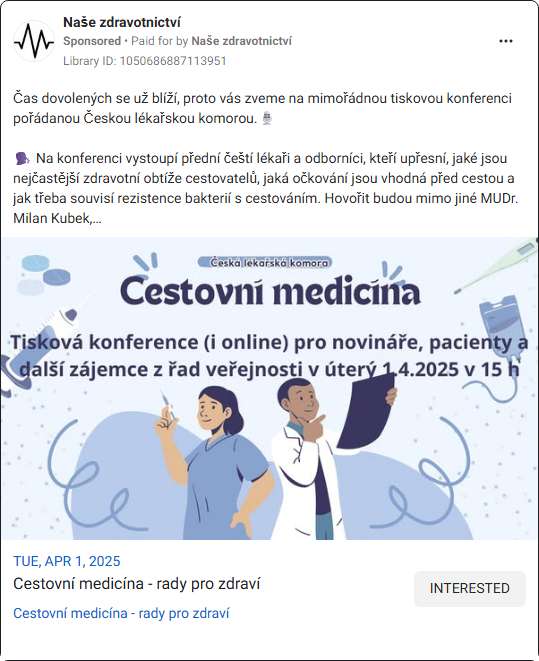 Naše zdravotnictví
Sponsored • Paid for by Naše zdravotnictví
Library ID: 1050686887113951
Čas dovolených se už blíží, proto vás zveme na mimořádnou tiskovou konferenci
pořádanou Českou lékařskou komorou. 🎙️
🗣️ Na konferenci vystoupí přední čeští lékaři a odborníci, kteří upřesní, jaké jsou
nejčastější zdravotní obtíže cestovatelů, jaká očkování jsou vhodná před cestou a
jak třeba souvisí rezistence bakterií s cestováním. Hovořit budou mimo jiné MUDr.
Milan Kubek,...
Česká lékařská komora
Cestovní medicína
Tisková konference (i online) pro novináře, pacienty a
další zájemce z řad veřejnosti v úterý 1.4.2025 v 15 h
TUE, APR 1, 2025
Cestovní medicína - rady pro zdraví
INTERESTED
Cestovní medicína - rady pro zdraví